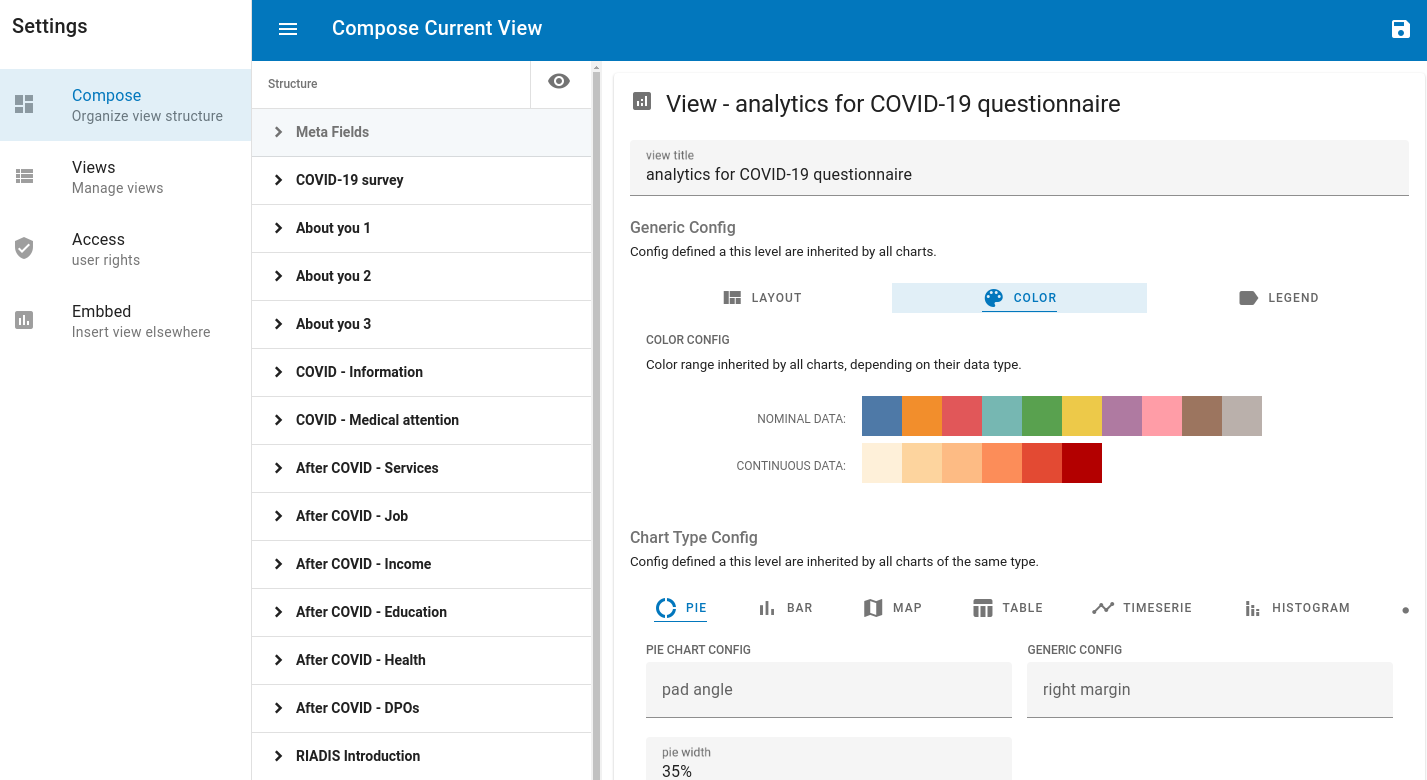 Settings
Compose
Organize view structure
Views
Manage views
Access
user rights
Embed
Insert view elsewhere
Compose Current View
Structure
Meta Fields
COVID-19 survey
About you 1
About you 2
About you 3
COVID - Information
COVID - Medical attention
After COVID - Services
After COVID - Job
After COVID - Income
After COVID - Education
After COVID - Health
After COVID - DPOs
RIADIS Introduction
View - analytics for COVID-19 questionnaire
view title
analytics for COVID-19 questionnaire
Generic Config
Config defined a this level are inherited by all charts.
LAYOUT COLOR LEGEND
COLOR CONFIG
Color range inherited by all charts, depending on their data type.
NOMINAL DATA:
CONTINUOUS DATA:
Chart Type Config
Config defined a this level are inherited by all charts of the same type.
PIE BAR MAP TABLE TIMESERIE HISTOGRAM
PIE CHART CONFIG GENERIC CONFIG
pad angle right margin
pie width
35%